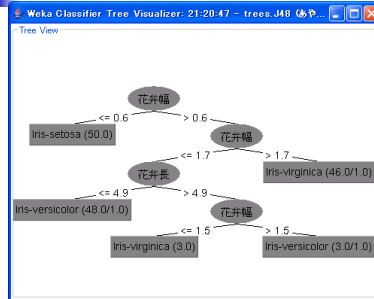 Weka Classifier Tree Visualizer: 21:20:47 - trees.J48 (あや...
Tree View
花弁幅
<= 0.6
> 0.6
Iris-setosa (50.0)
花弁幅
<= 1.7
> 1.7
花弁長
Iris-virginica (46.0/1.0)
<= 4.9
> 4.9
Iris-versicolor (48.0/1.0)
花弁幅
<= 1.5
> 1.5
Iris-virginica (3.0)
Iris-versicolor (3.0/1.0)